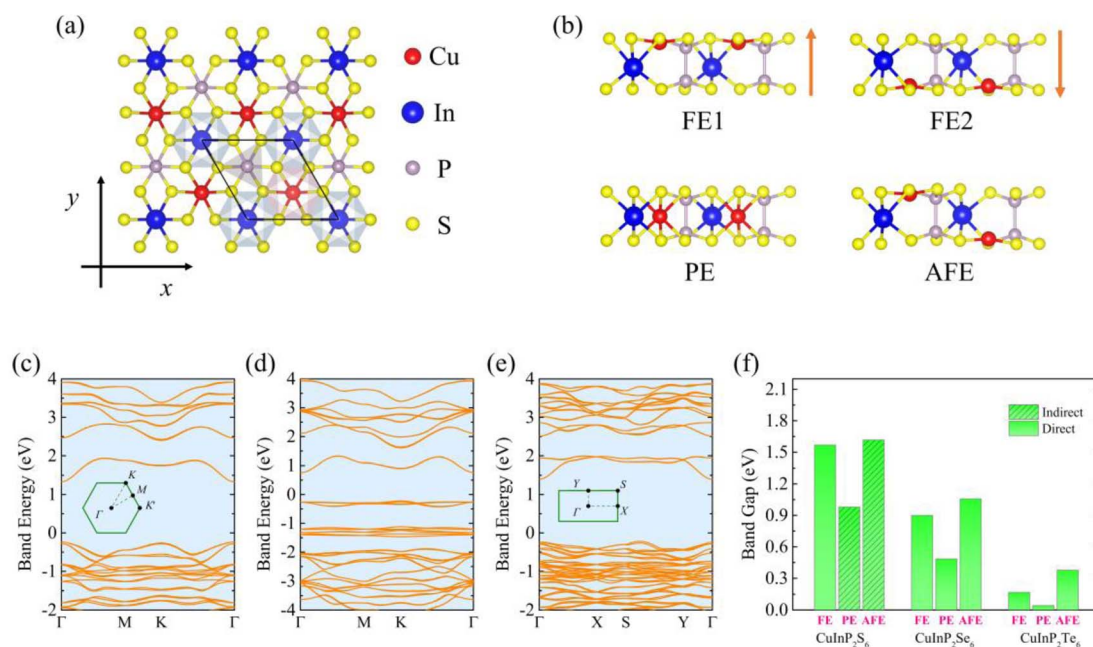 (a)
Cu
In
P
S
y
x
(b)
FE1
FE2
PE
AFE
(c)
Band Energy (eV)
4
3
2
1
0
-1
-2
K
M
Γ
K'
Γ M K Γ
(d)
Band Energy (eV)
4
3
2
1
0
-1
-2
-3
-4
Γ M K Γ
(e)
Band Energy (eV)
4
3
2
1
0
-1
-2
Y S
Γ X
Γ X S Y Γ
(f)
Band Gap (eV)
2.1
1.8
1.5
1.2
0.9
0.6
0.3
0.0
Indirect
Direct
FE PE AFE FE PE AFE FE PE AFE
CuInP₂S₆ CuInP₂Se₆ CuInP₂Te₆